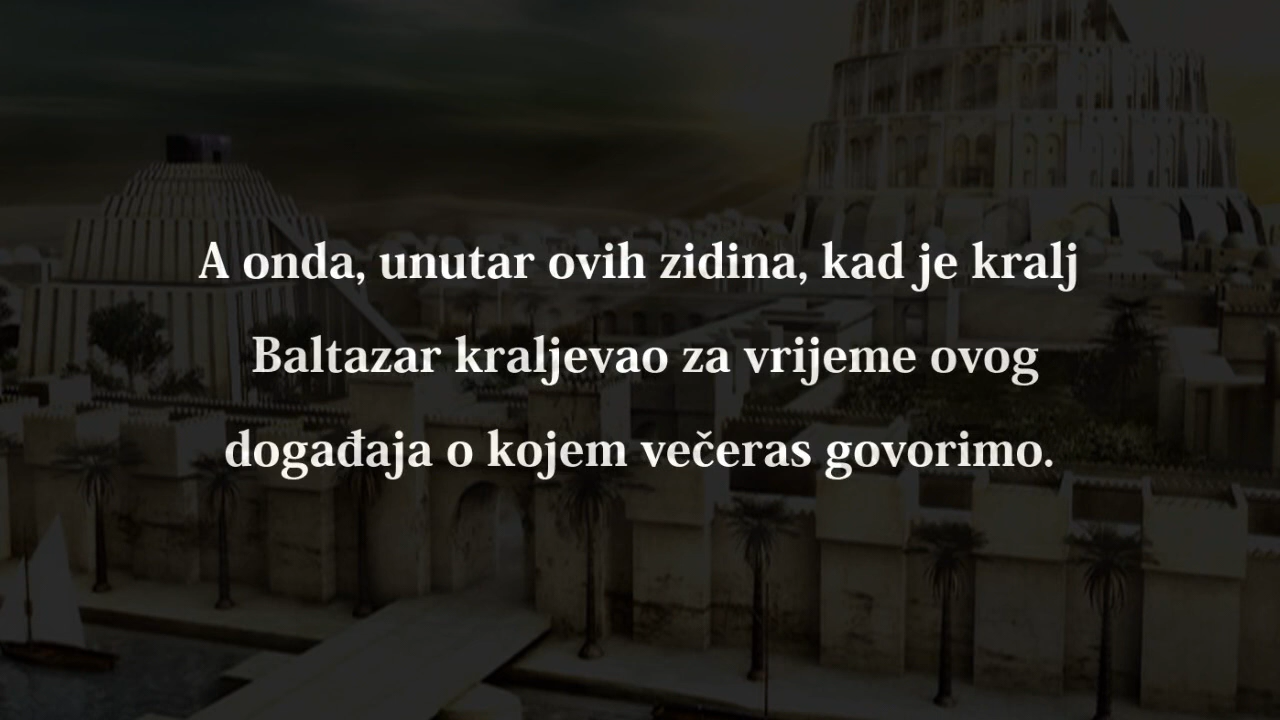 A onda, unutar ovih zidina, kad je kralj
Baltazar kraljevao za vrijeme ovog
događaja o kojem večeras govorimo.